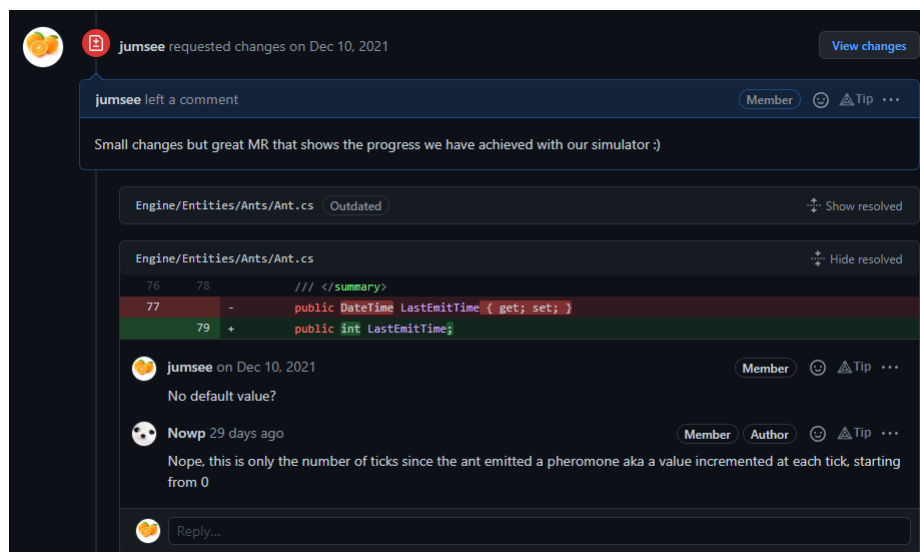 jumsee requested changes on Dec 10, 2021
View changes
jumsee left a comment
Member
Tip
Small changes but great MR that shows the progress we have achieved with our simulator :)
Engine/Entities/Ants/Ant.cs
Outdated
Show resolved
Engine/Entities/Ants/Ant.cs
Hide resolved
76 78 /// </summary>
77 - public DateTime LastEmitTime { get; set; }
79 + public int LastEmitTime;
jumsee on Dec 10, 2021
Member
Tip
No default value?
Nowp 29 days ago
Member
Author
Tip
Nope, this is only the number of ticks since the ant emitted a pheromone aka a value incremented at each tick, starting
from 0
Reply...